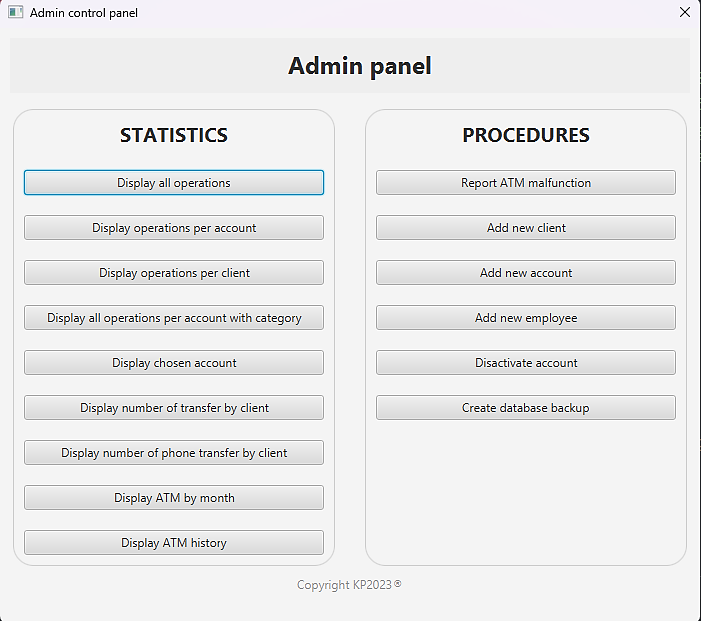 Admin control panel
Admin panel
STATISTICS
Display all operations
Display operations per account
Display operations per client
Display all operations per account with category
Display chosen account
Display number of transfer by client
Display number of phone transfer by client
Display ATM by month
Display ATM history
PROCEDURES
Report ATM malfunction
Add new client
Add new account
Add new employee
Disactivate account
Create database backup
Copyright KP2023®